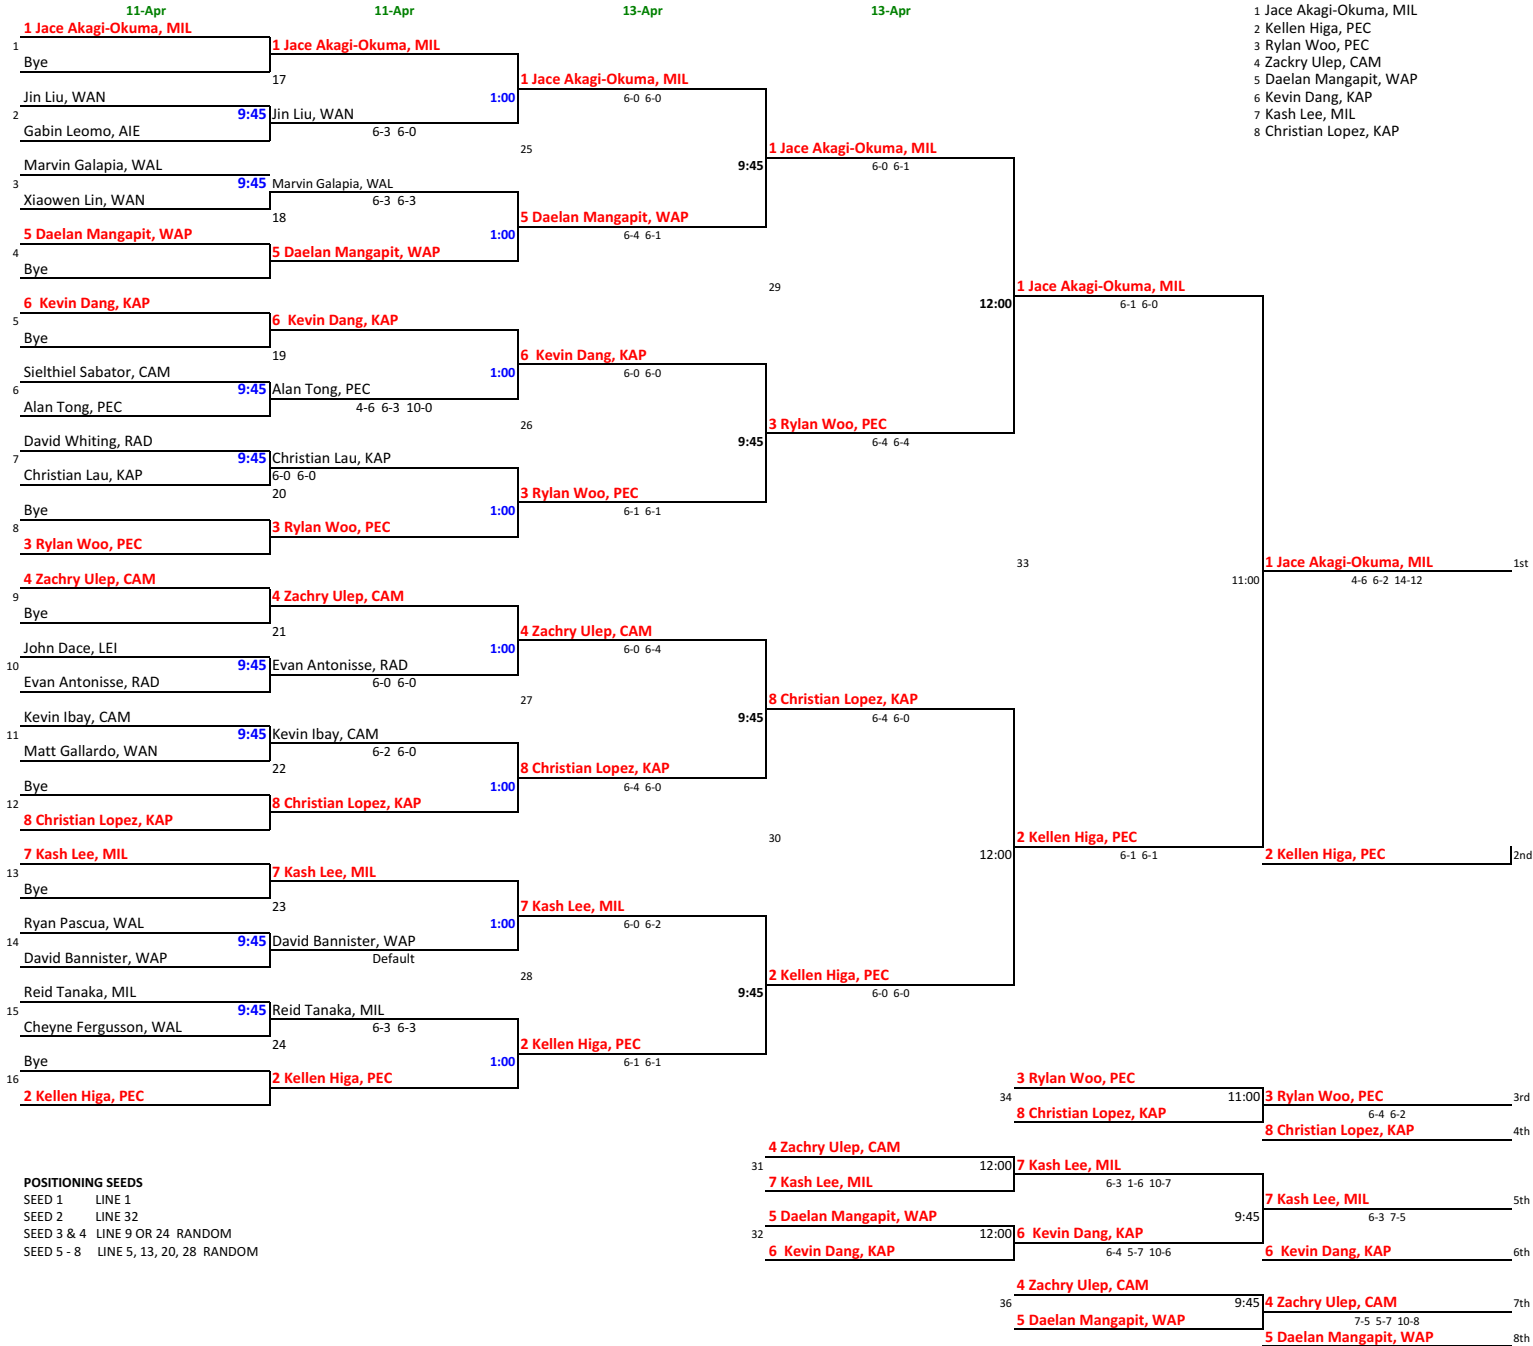 11-Apr 11-Apr 13-Apr 13-Apr
1 Jace Akagi-Okuma, MIL
2 Kellen Higa, PEC
3 Rylan Woo, PEC
4 Zackry Ulep, CAM
5 Daelan Mangapit, WAP
6 Kevin Dang, KAP
7 Kash Lee, MIL
8 Christian Lopez, KAP
1 Jace Akagi-Okuma, MIL
1
Bye
Jin Liu, WAN
2 9:45
Gabin Leomo, AIE
Marvin Galapia, WAL
3 9:45
Xiaowen Lin, WAN
5 Daelan Mangapit, WAP
4
Bye
6 Kevin Dang, KAP
5
Bye
Sielthiel Sabator, CAM
6 9:45
Alan Tong, PEC
David Whiting, RAD
7 9:45
Christian Lau, KAP
Bye
8
3 Rylan Woo, PEC
4 Zachry Ulep, CAM
9
Bye
John Dace, LEI
10 9:45
Evan Antonisse, RAD
Kevin Ibay, CAM
11 9:45
Matt Gallardo, WAN
Bye
12
8 Christian Lopez, KAP
7 Kash Lee, MIL
13
Bye
Ryan Pascua, WAL
14 9:45
David Bannister, WAP
Reid Tanaka, MIL
15 9:45
Cheyne Fergusson, WAL
Bye
16
2 Kellen Higa, PEC
1 Jace Akagi-Okuma, MIL
17
1:00
Jin Liu, WAN
6-3 6-0
Marvin Galapia, WAL
6-3 6-3
18
1:00
5 Daelan Mangapit, WAP
6 Kevin Dang, KAP
19
1:00
Alan Tong, PEC
4-6 6-3 10-0
Christian Lau, KAP
6-0 6-0
20
1:00
3 Rylan Woo, PEC
4 Zachry Ulep, CAM
21
1:00
Evan Antonisse, RAD
6-0 6-0
Kevin Ibay, CAM
6-2 6-0
22
1:00
8 Christian Lopez, KAP
7 Kash Lee, MIL
23
1:00
David Bannister, WAP
Default
Reid Tanaka, MIL
6-3 6-3
24
1:00
2 Kellen Higa, PEC
1 Jace Akagi-Okuma, MIL
6-0 6-0
25
9:45
5 Daelan Mangapit, WAP
6-4 6-1
6 Kevin Dang, KAP
6-0 6-0
26
9:45
3 Rylan Woo, PEC
6-1 6-1
4 Zachry Ulep, CAM
6-0 6-4
27
9:45
8 Christian Lopez, KAP
6-4 6-0
7 Kash Lee, MIL
6-0 6-2
28
9:45
2 Kellen Higa, PEC
6-1 6-1
1 Jace Akagi-Okuma, MIL
6-0 6-1
29
12:00
3 Rylan Woo, PEC
6-4 6-4
8 Christian Lopez, KAP
6-4 6-0
30
12:00
2 Kellen Higa, PEC
6-0 6-0
1 Jace Akagi-Okuma, MIL
6-1 6-0
33
11:00
2 Kellen Higa, PEC
6-1 6-1
1 Jace Akagi-Okuma, MIL 1st
4-6 6-2 14-12
2 Kellen Higa, PEC 2nd
3 Rylan Woo, PEC
34 11:00
8 Christian Lopez, KAP
3 Rylan Woo, PEC 3rd
6-4 6-2
8 Christian Lopez, KAP 4th
4 Zachry Ulep, CAM
31 12:00
7 Kash Lee, MIL
5 Daelan Mangapit, WAP
32 12:00
6 Kevin Dang, KAP
7 Kash Lee, MIL
6-3 1-6 10-7
9:45
6 Kevin Dang, KAP
6-4 5-7 10-6
7 Kash Lee, MIL 5th
6-3 7-5
6 Kevin Dang, KAP 6th
4 Zachry Ulep, CAM
36 9:45
5 Daelan Mangapit, WAP
4 Zachry Ulep, CAM 7th
7-5 5-7 10-8
5 Daelan Mangapit, WAP 8th
POSITIONING SEEDS
SEED 1 LINE 1
SEED 2 LINE 32
SEED 3 & 4 LINE 9 OR 24 RANDOM
SEED 5 - 8 LINE 5, 13, 20, 28 RANDOM